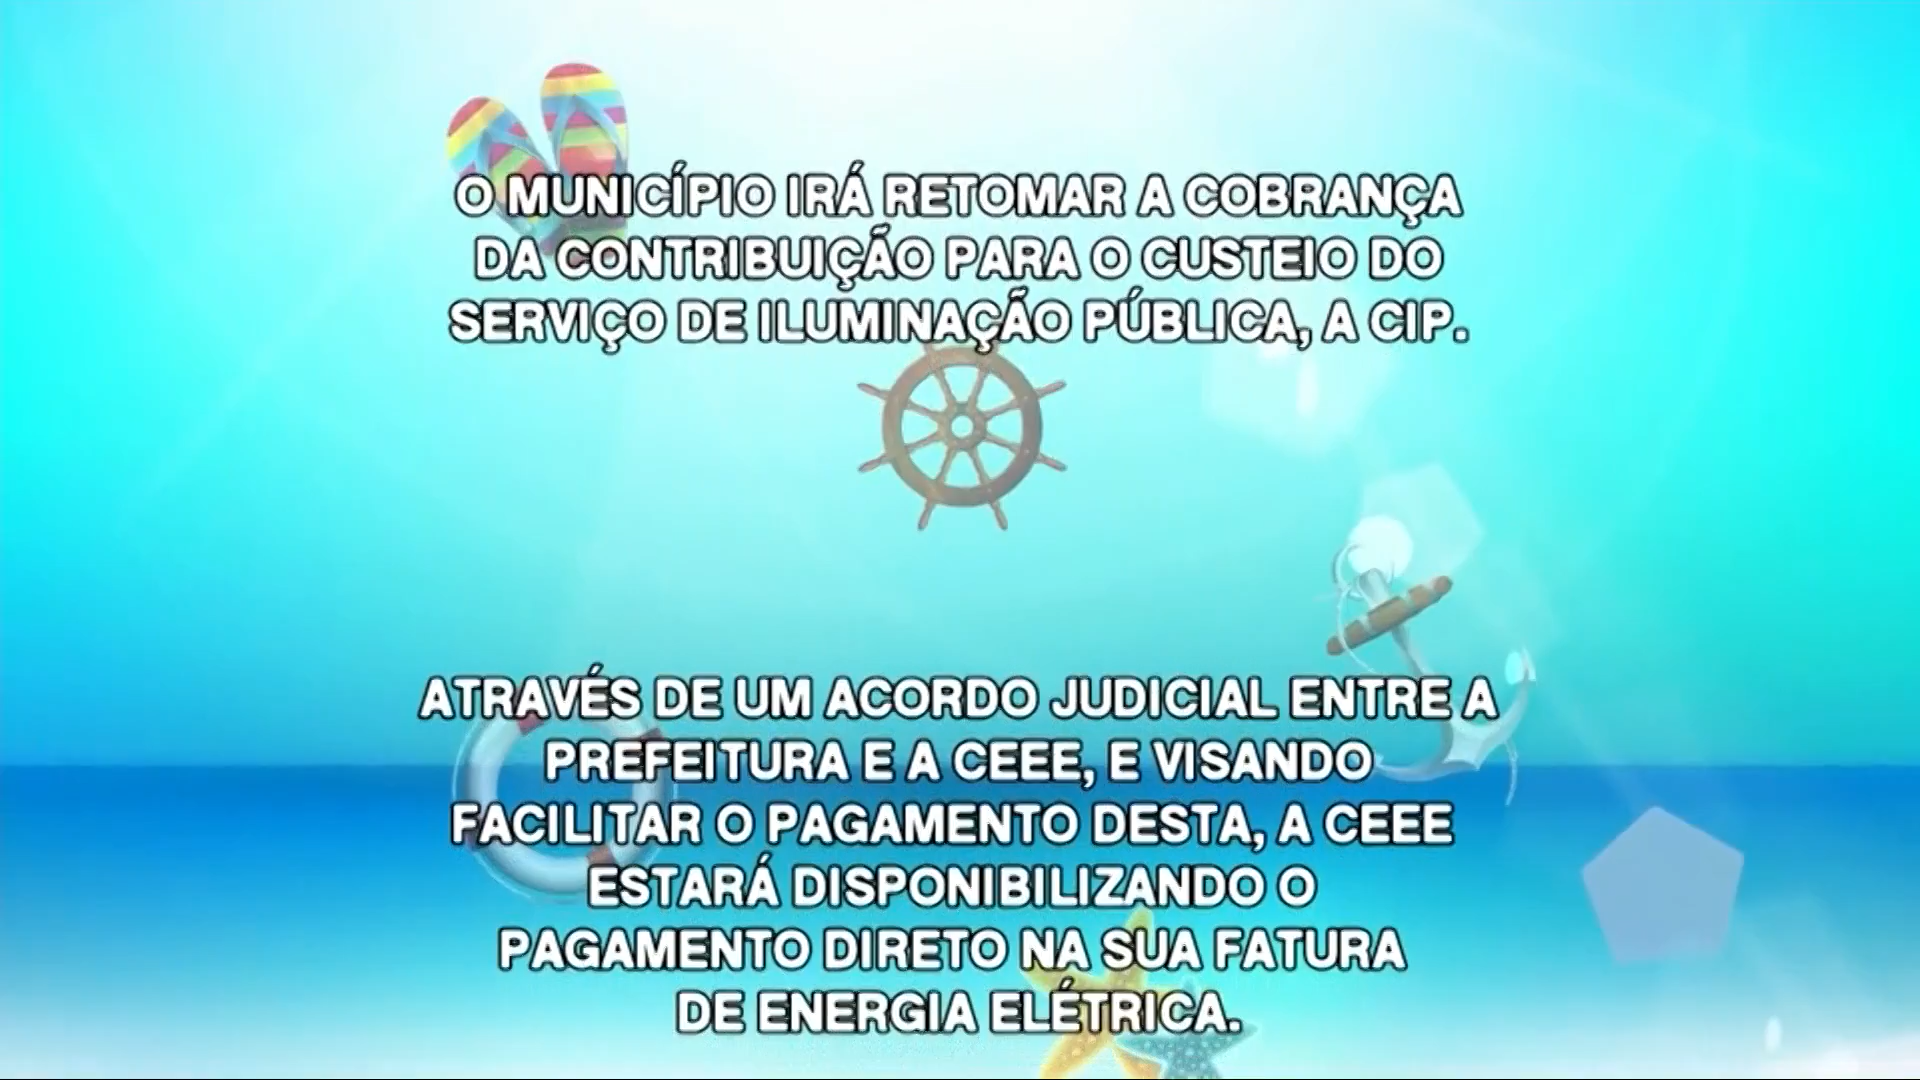 O MUNICÍPIO IRÁ RETOMAR A COBRANÇA
DA CONTRIBUIÇÃO PARA O CUSTEIO DO
SERVIÇO DE ILUMINAÇÃO PÚBLICA, A CIP.
ATRAVÉS DE UM ACORDO JUDICIAL ENTRE A
PREFEITURA E A CEEE, E VISANDO
FACILITAR O PAGAMENTO DESTA, A CEEE
ESTARÁ DISPONIBILIZANDO O
PAGAMENTO DIRETO NA SUA FATURA
DE ENERGIA ELÉTRICA.